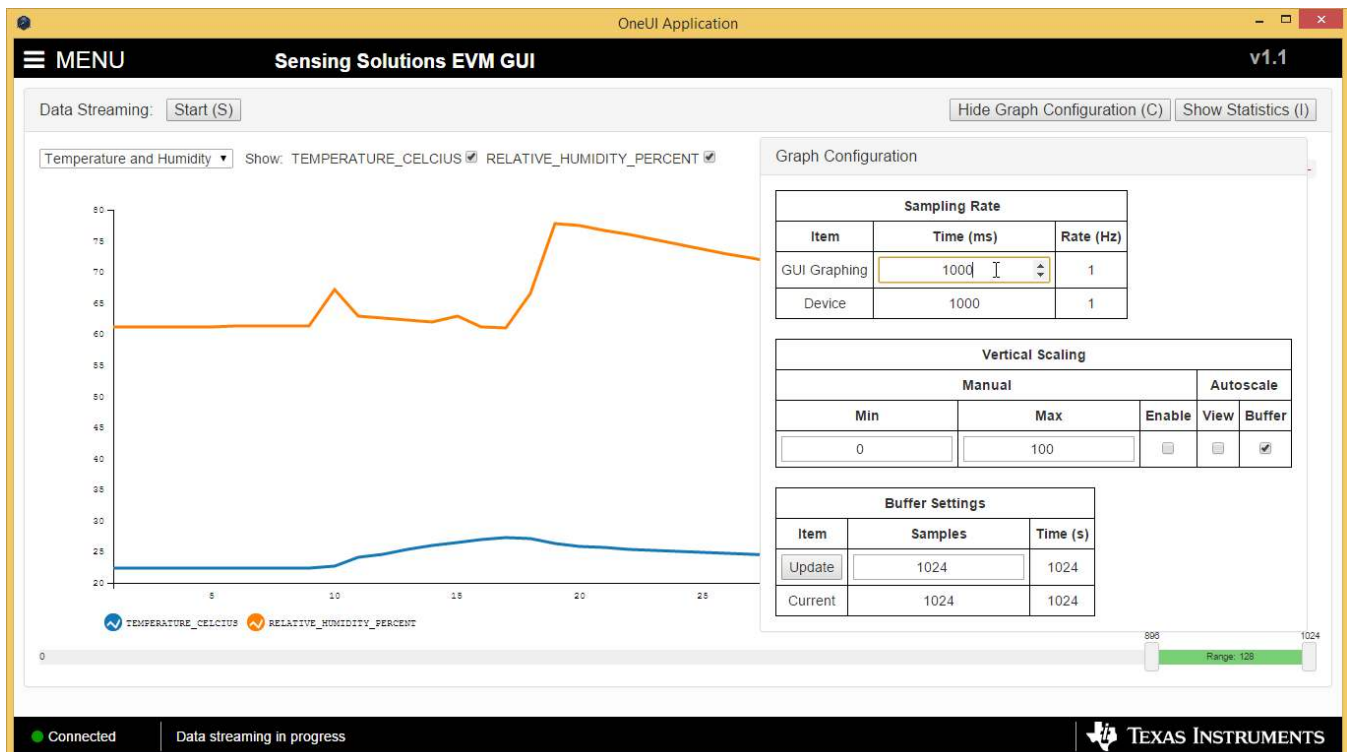 OneUI Application
MENU
Sensing Solutions EVM GUI
v1.1
Data Streaming: Start (S)
Hide Graph Configuration (C) Show Statistics (I)
Temperature and Humidity Show: TEMPERATURE_CELCIUS RELATIVE_HUMIDITY_PERCENT
80
75
70
65
60
55
50
45
40
35
30
25
20
5 10 15 20 25
TEMPERATURE_CELCIUS RELATIVE_HUMIDITY_PERCENT
Graph Configuration
Sampling Rate
Item Time (ms) Rate (Hz)
GUI Graphing 1000 1
Device 1000 1
Vertical Scaling
Manual Autoscale
Min Max Enable View Buffer
0 100
Buffer Settings
Item Samples Time (s)
Update 1024 1024
Current 1024 1024
896 1024
0 Range: 128
Connected Data streaming in progress
TEXAS INSTRUMENTS